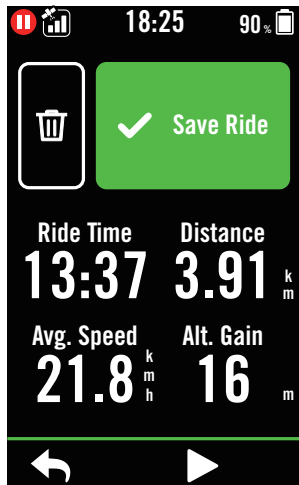 18:25 90 %
Save Ride
Ride Time Distance
13:37 3.91 km
Avg. Speed Alt. Gain
21.8 kmh 16 m